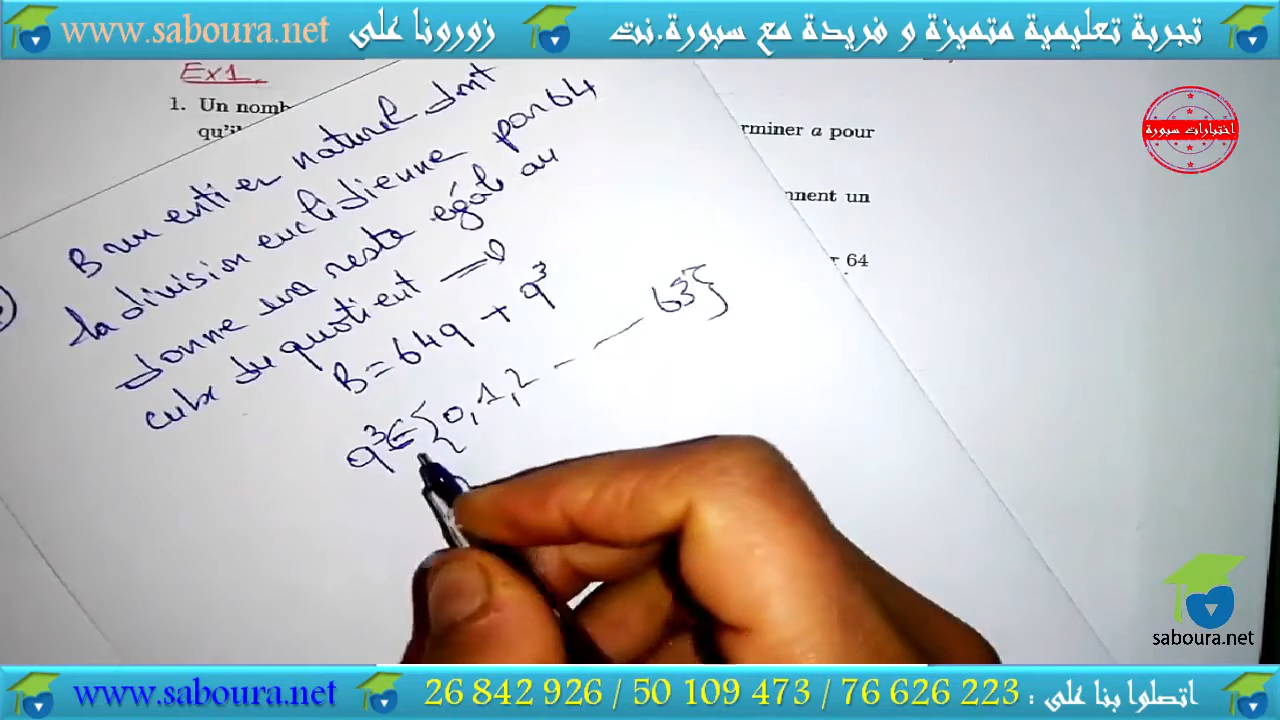 www.saboura.net زورونا على تجربة تعليمية متميزة و فريدة مع سبورة.نت
Ex1
1. Un nomb
qu'il
rminer a pour
nnent un
r 64
اختبارات سبورة
B un entier naturel dont
la division euclidienne par 64
donne un reste égale au
cube du quotient
B = 64q + q³
q³ ∈ {0, 1, 2 - - - 63}
saboura.net
www.saboura.net 26 842 926 / 50 109 473 / 76 626 223 اتصلوا بنا على :